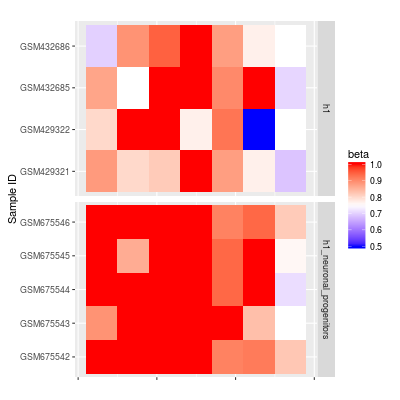 GSM432686
GSM432685
GSM429322
GSM429321
h1
GSM675546
GSM675545
GSM675544
GSM675543
GSM675542
h1_neuronal_progenitors
Sample ID
beta
1.0
0.9
0.8
0.7
0.6
0.5